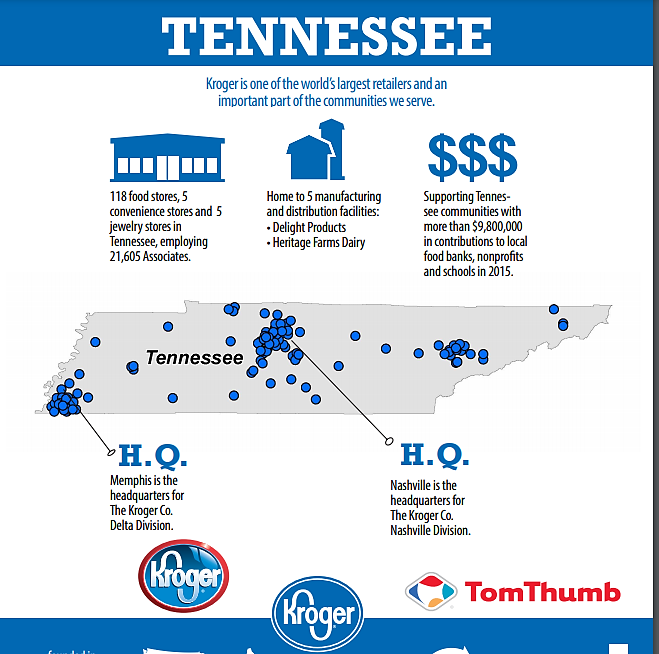 TENNESSEE
Kroger is one of the world's largest retailers and an
important part of the communities we serve.
118 food stores, 5
convenience stores and 5
jewelry stores in
Tennessee, employing
21,605 Associates.
Home to 5 manufacturing
and distribution facilities:
• Delight Products
• Heritage Farms Dairy
$$$
Supporting Tennes-
see communities with
more than $9,800,000
in contributions to local
food banks, nonprofits
and schools in 2015.
Tennessee
H.Q.
Memphis is the
headquarters for
The Kroger Co.
Delta Division.
H.Q.
Nashville is the
headquarters for
The Kroger Co.
Nashville Division.
Kroger
Kroger
TomThumb